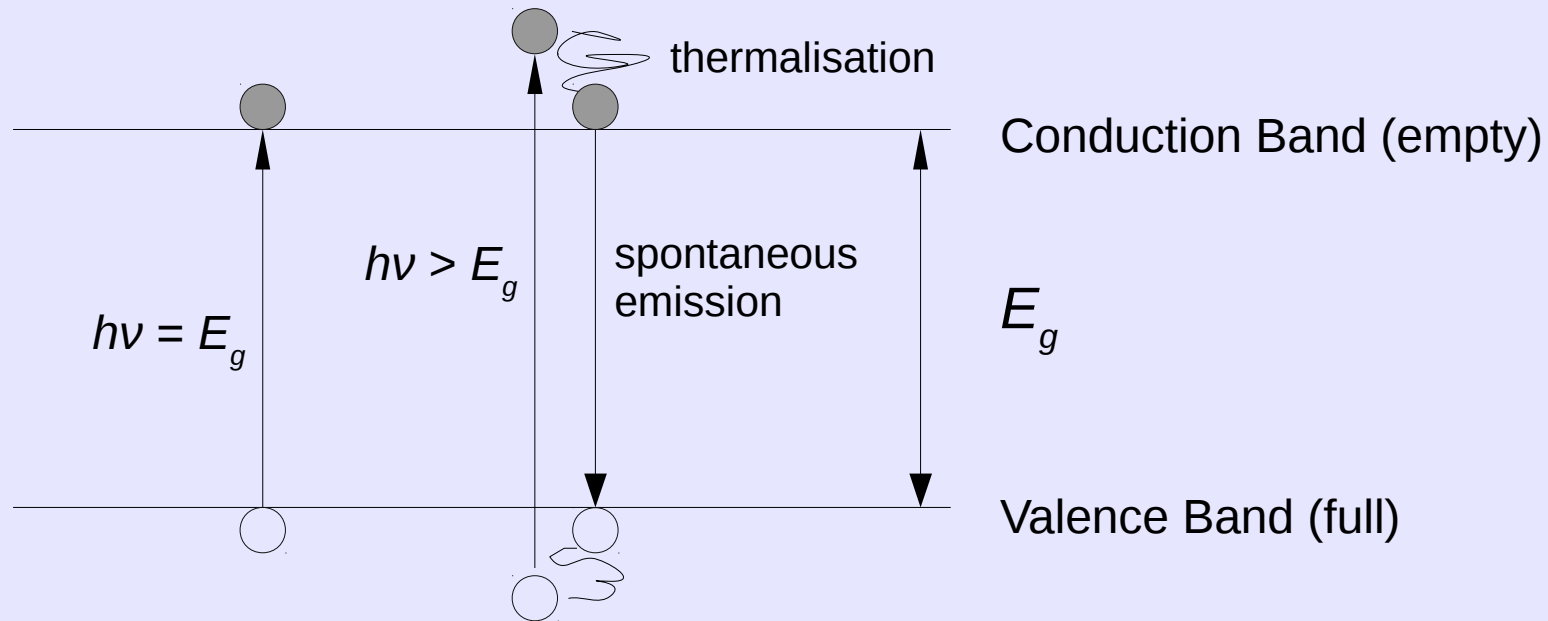 thermalisation
Conduction Band (empty)
hν > Eg
spontaneous
emission
Eg
hν = Eg
Valence Band (full)